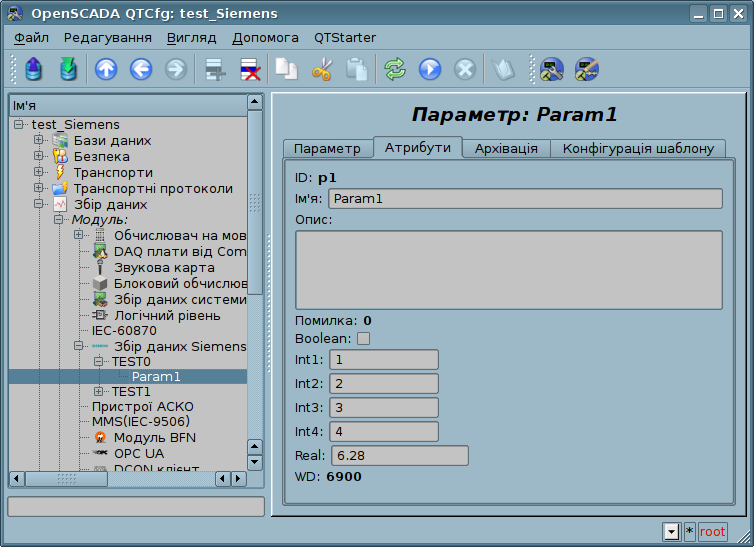 OpenSCADA QTCfg: test_Siemens
Файл Редагування Вигляд Допомога QTStarter
Ім'я
test_Siemens
Бази даних
Безпека
Транспорти
Транспортні протоколи
Збір даних
Модуль:
Обчислювач на мов
DAQ плати від Com
Звукова карта
Блоковий обчислюв
Збір даних системи
Логічний рівень
IEC-60870
Збір даних Siemens
TEST0
Param1
TEST1
Пристрої АСКО
MMS(IEC-9506)
Модуль BFN
OPC UA
DCON клієнт
Параметр: Param1
Параметр Атрибути Архівація Конфігурація шаблону
ID: p1
Ім'я: Param1
Опис:
Помилка: 0
Boolean:
Int1: 1
Int2: 2
Int3: 3
Int4: 4
Real: 6.28
WD: 6900
* root